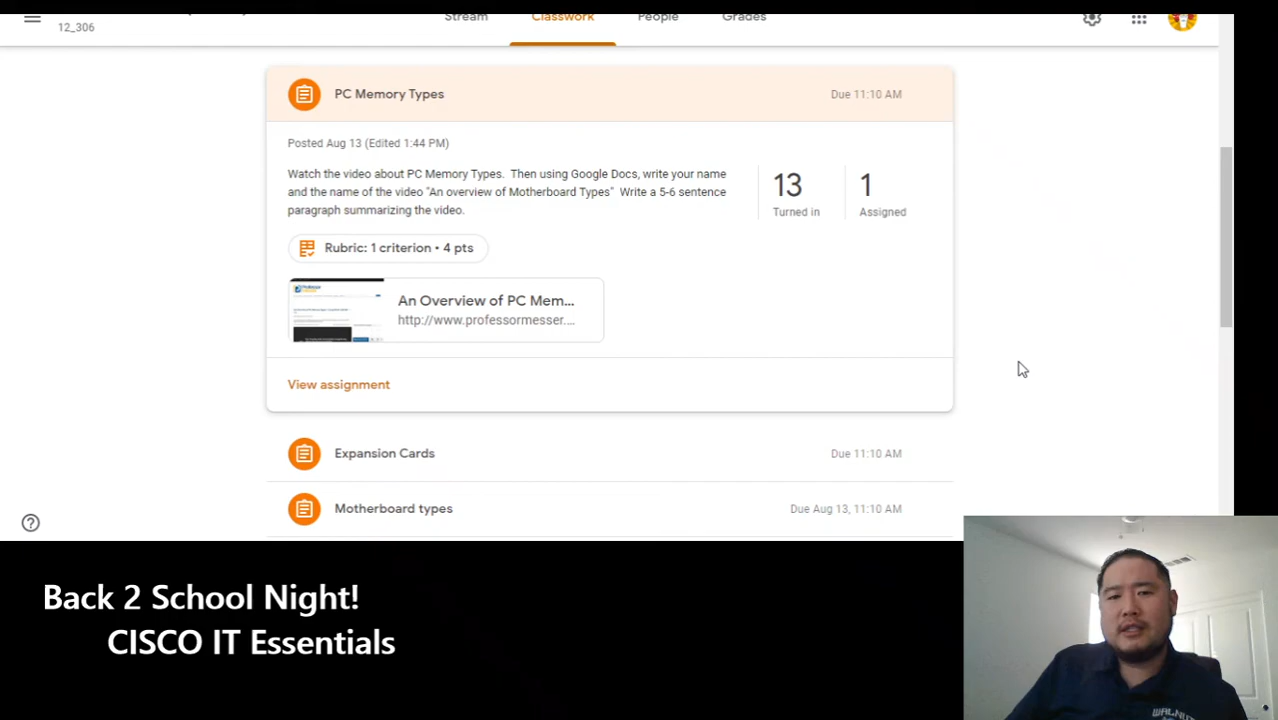 12_306
Stream Classwork People Grades
PC Memory Types
Due 11:10 AM
Posted Aug 13 (Edited 1:44 PM)
Watch the video about PC Memory Types. Then using Google Docs, write your name
and the name of the video "An overview of Motherboard Types" Write a 5-6 sentence
paragraph summarizing the video.
13
Turned in
1
Assigned
Rubric: 1 criterion • 4 pts
An Overview of PC Mem...
http://www.professormesser....
View assignment
Expansion Cards
Due 11:10 AM
Motherboard types
Due Aug 13, 11:10 AM
Back 2 School Night!
CISCO IT Essentials